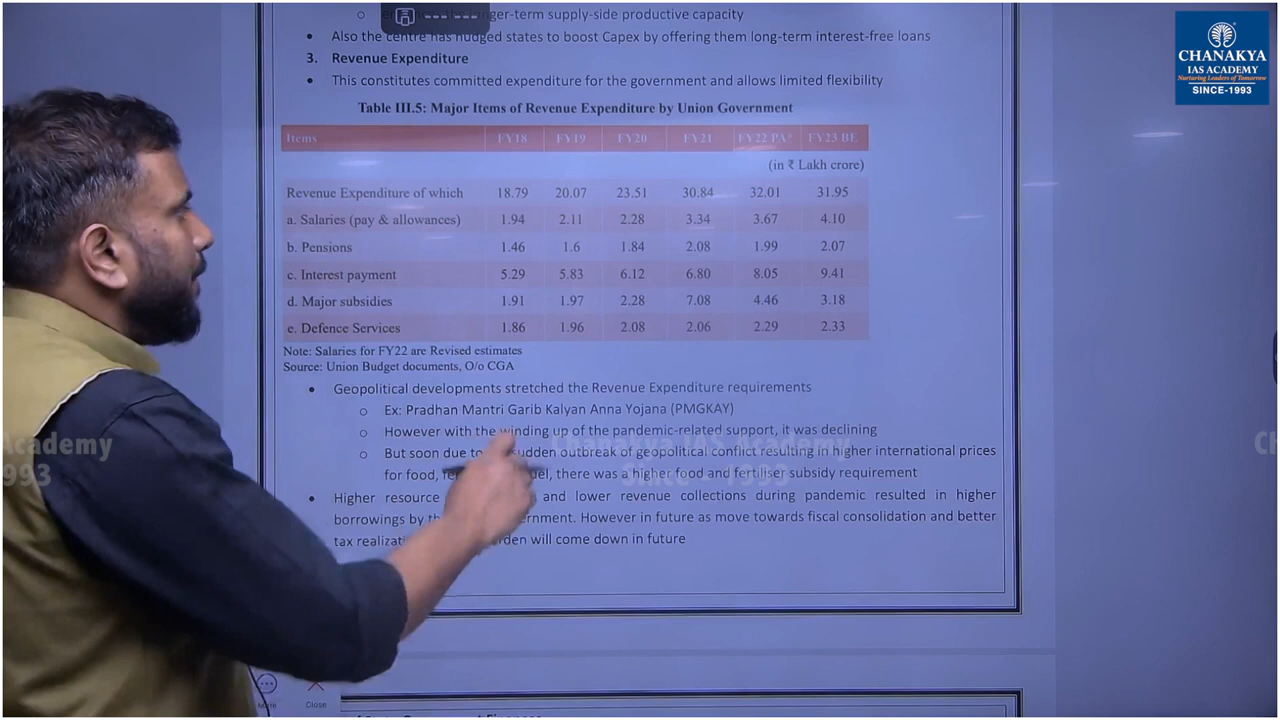 longer-term supply-side productive capacity
Also the centre has nudged states to boost Capex by offering them long-term interest-free loans
3. Revenue Expenditure
This constitutes committed expenditure for the government and allows limited flexibility
Table III.5: Major Items of Revenue Expenditure by Union Government
Items FY18 FY19 FY20 FY21 FY22 PA* FY23 BE
(in ₹ Lakh crore)
Revenue Expenditure of which 18.79 20.07 23.51 30.84 32.01 31.95
a. Salaries (pay & allowances) 1.94 2.11 2.28 3.34 3.67 4.10
b. Pensions 1.46 1.6 1.84 2.08 1.99 2.07
c. Interest payment 5.29 5.83 6.12 6.80 8.05 9.41
d. Major subsidies 1.91 1.97 2.28 7.08 4.46 3.18
e. Defence Services 1.86 1.96 2.08 2.06 2.29 2.33
Note: Salaries for FY22 are Revised estimates
Source: Union Budget documents, O/o CGA
Geopolitical developments stretched the Revenue Expenditure requirements
Ex: Pradhan Mantri Garib Kalyan Anna Yojana (PMGKAY)
However with the winding up of the pandemic-related support, it was declining
But soon due to sudden outbreak of geopolitical conflict resulting in higher international prices
for food, there was a higher food and fertiliser subsidy requirement
Higher resource and lower revenue collections during pandemic resulted in higher
borrowings by However in future as move towards fiscal consolidation and better
tax will come down in future
More Close
CHANAKYA
IAS ACADEMY
Nurturing Leaders of Tomorrow
SINCE-1993
Academy
993
Chanakya IAS Academy
Since - 1993